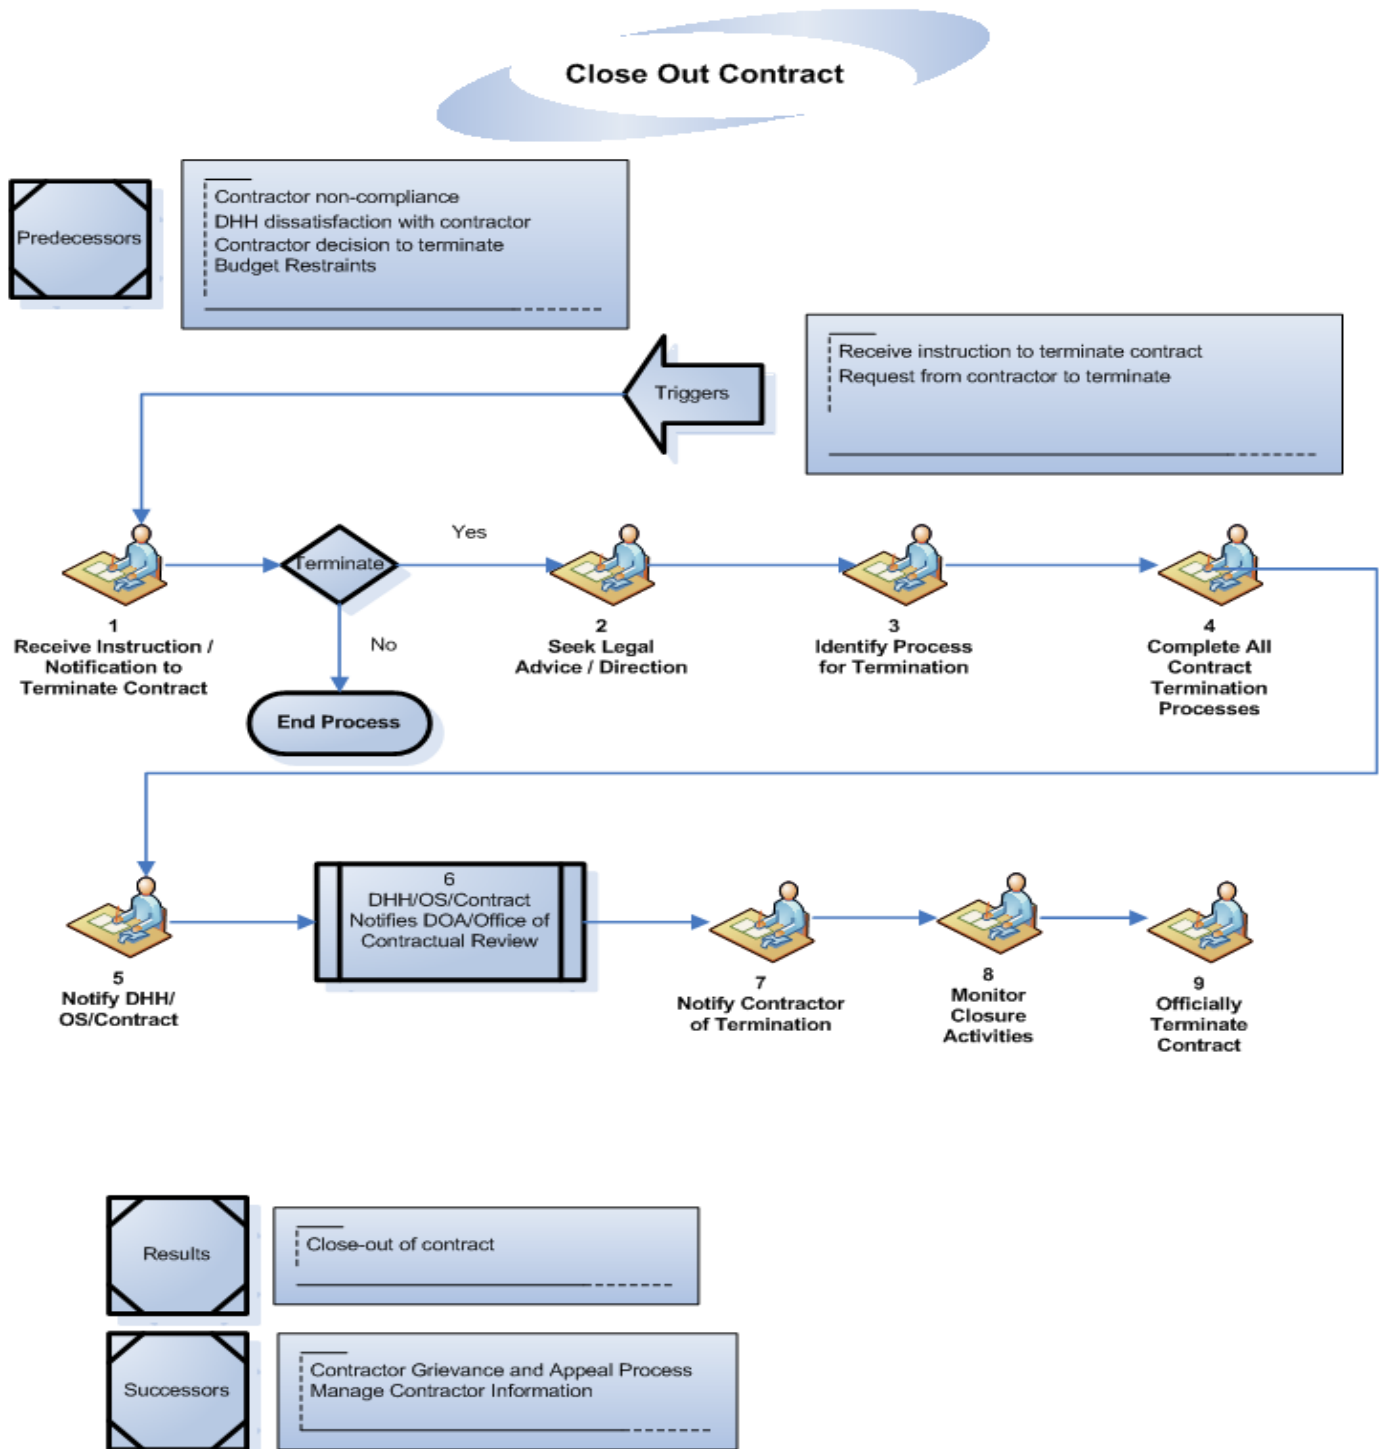 Close Out Contract
Predecessors
Contractor non-compliance
DHH dissatisfaction with contractor
Contractor decision to terminate
Budget Restraints
Triggers
Receive instruction to terminate contract
Request from contractor to terminate
Terminate
Yes
No
End Process
1
Receive Instruction /
Notification to
Terminate Contract
2
Seek Legal
Advice / Direction
3
Identify Process
for Termination
4
Complete All
Contract
Termination
Processes
5
Notify DHH/
OS/Contract
6
DHH/OS/Contract
Notifies DOA/Office of
Contractual Review
7
Notify Contractor
of Termination
8
Monitor
Closure
Activities
9
Officially
Terminate
Contract
Results
Close-out of contract
Successors
Contractor Grievance and Appeal Process
Manage Contractor Information